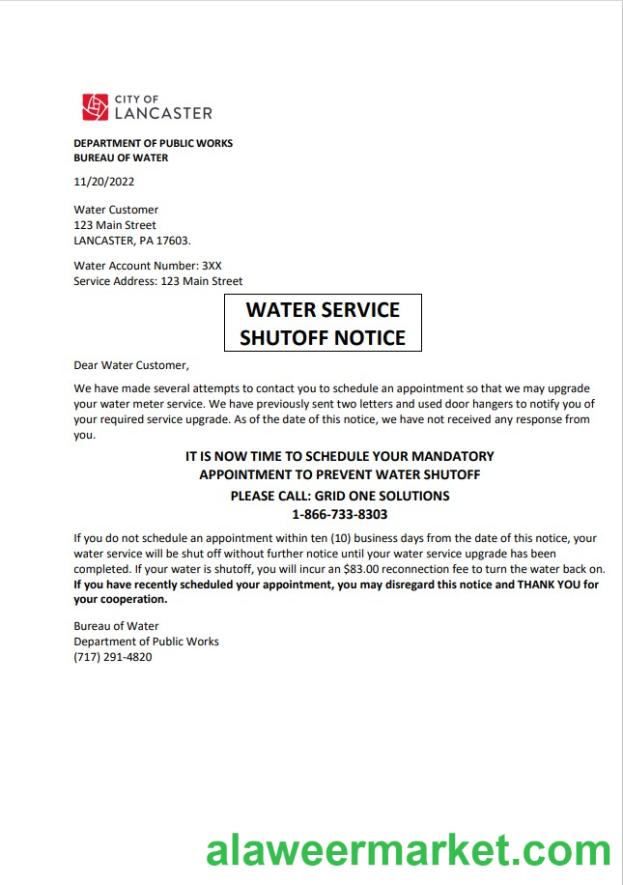 CITY OF
LANCASTER
DEPARTMENT OF PUBLIC WORKS
BUREAU OF WATER
11/20/2022
Water Customer
123 Main Street
LANCASTER, PA 17603.
Water Account Number: 3XX
Service Address: 123 Main Street
WATER SERVICE
SHUTOFF NOTICE
Dear Water Customer,
We have made several attempts to contact you to schedule an appointment so that we may upgrade
your water meter service. We have previously sent two letters and used door hangers to notify you of
your required service upgrade. As of the date of this notice, we have not received any response from
you.
IT IS NOW TIME TO SCHEDULE YOUR MANDATORY
APPOINTMENT TO PREVENT WATER SHUTOFF
PLEASE CALL: GRID ONE SOLUTIONS
1-866-733-8303
If you do not schedule an appointment within ten (10) business days from the date of this notice, your
water service will be shut off without further notice until your water service upgrade has been
completed. If your water is shutoff, you will incur an $83.00 reconnection fee to turn the water back on.
If you have recently scheduled your appointment, you may disregard this notice and THANK YOU for
your cooperation.
Bureau of Water
Department of Public Works
(717) 291-4820
alaweermarket.com